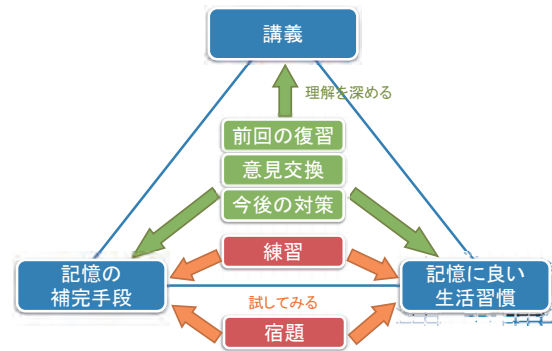 講義
理解を深める
前回の復習
意見交換
今後の対策
練習
記憶の
補完手段
記憶に良い
生活習慣
試してみる
宿題